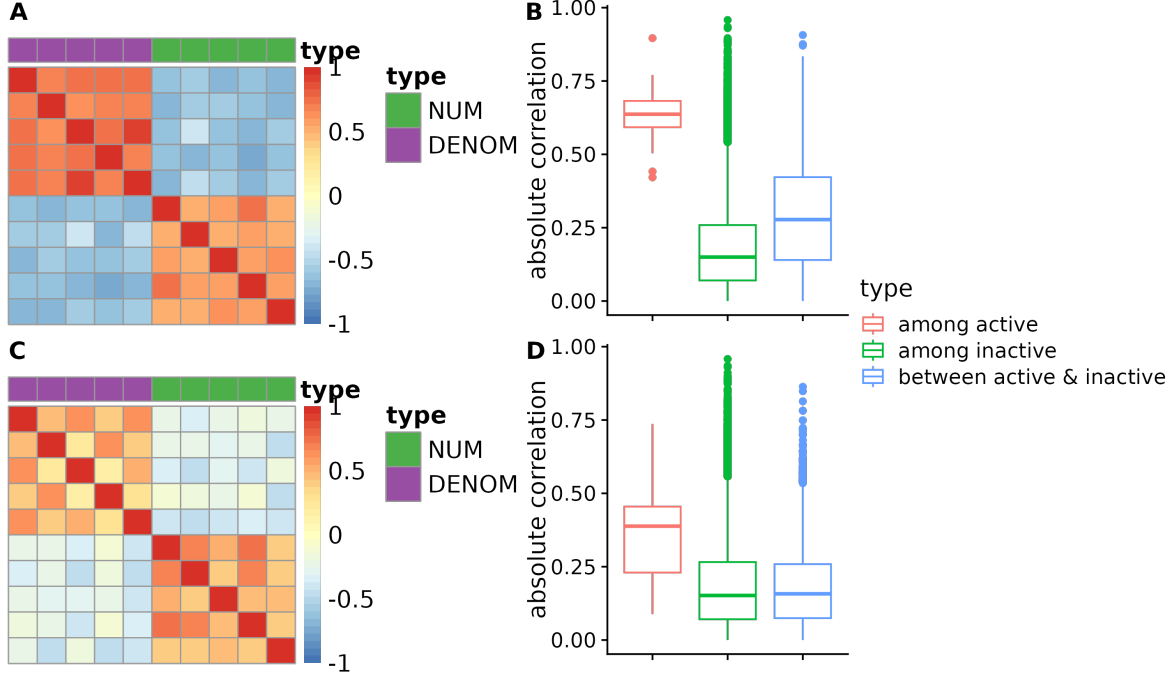 A
type
1
0.5
0
-0.5
-1
type
NUM
DENOM
B
absolute correlation
1.00
0.75
0.50
0.25
0.00
C
type
1
0.5
0
-0.5
-1
type
NUM
DENOM
D
absolute correlation
1.00
0.75
0.50
0.25
0.00
type
among active
among inactive
between active & inactive